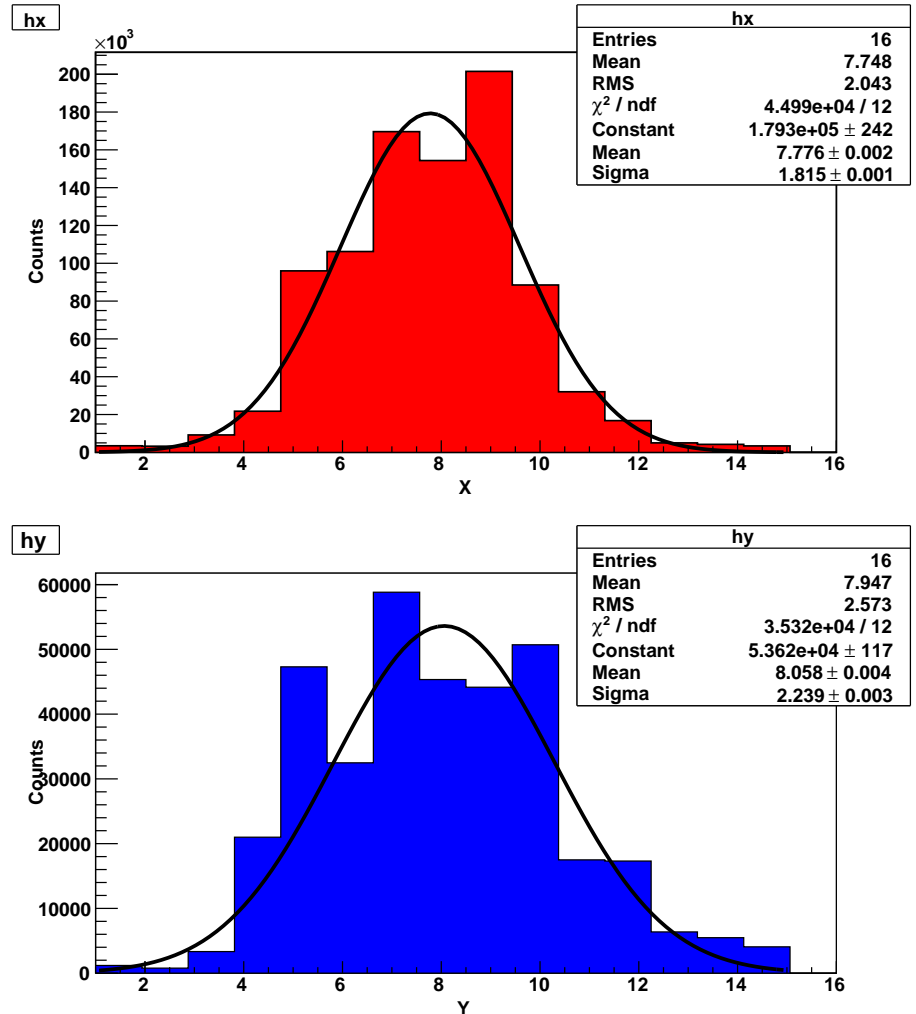 hx
×10³
200
180
160
140
120
100
80
60
40
20
0
Counts
2 4 6 8 10 12 14 16
X
hx
Entries 16
Mean 7.748
RMS 2.043
χ² / ndf 4.499e+04 / 12
Constant 1.793e+05 ± 242
Mean 7.776 ± 0.002
Sigma 1.815 ± 0.001
hy
60000
50000
40000
30000
20000
10000
0
Counts
2 4 6 8 10 12 14 16
Y
hy
Entries 16
Mean 7.947
RMS 2.573
χ² / ndf 3.532e+04 / 12
Constant 5.362e+04 ± 117
Mean 8.058 ± 0.004
Sigma 2.239 ± 0.003